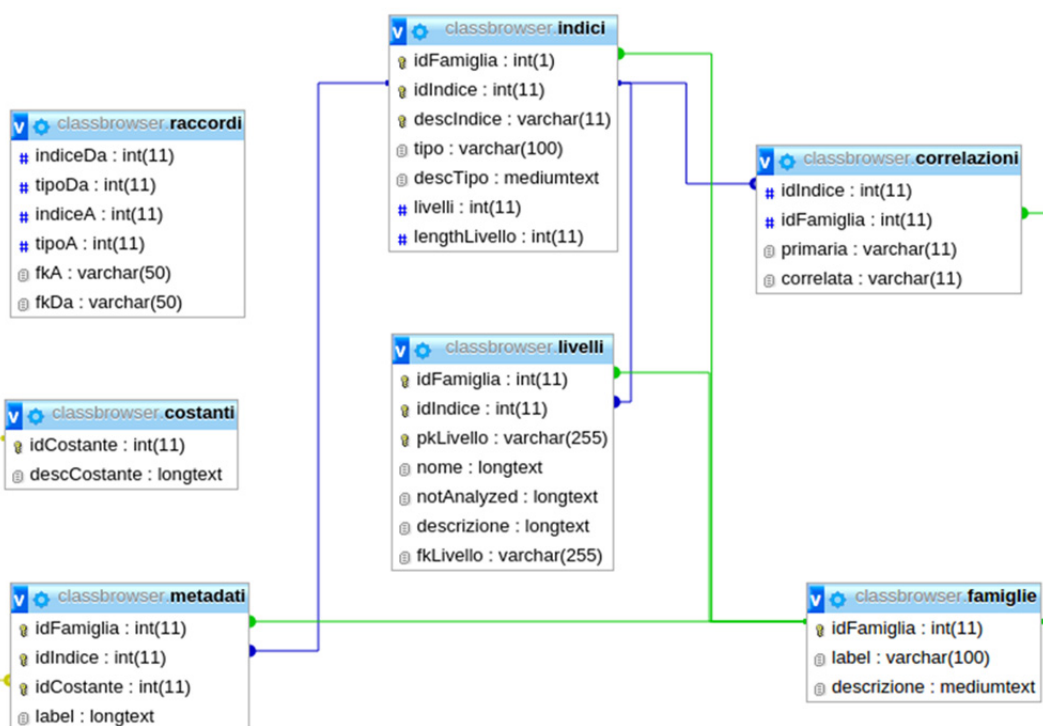 classbrowser.indici
idFamiglia : int(1)
idIndice : int(11)
descIndice : varchar(11)
tipo : varchar(100)
descTipo : mediumtext
livelli : int(11)
lengthLivello : int(11)
classbrowser.raccordi
indiceDa : int(11)
tipoDa : int(11)
indiceA : int(11)
tipoA : int(11)
fkA : varchar(50)
fkDa : varchar(50)
classbrowser.correlazioni
idIndice : int(11)
idFamiglia : int(11)
primaria : varchar(11)
correlata : varchar(11)
classbrowser.livelli
idFamiglia : int(11)
idIndice : int(11)
pkLivello : varchar(255)
nome : longtext
notAnalyzed : longtext
descrizione : longtext
fkLivello : varchar(255)
classbrowser.costanti
idCostante : int(11)
descCostante : longtext
classbrowser.metadati
idFamiglia : int(11)
idIndice : int(11)
idCostante : int(11)
label : longtext
classbrowser.famiglie
idFamiglia : int(11)
label : varchar(100)
descrizione : mediumtext